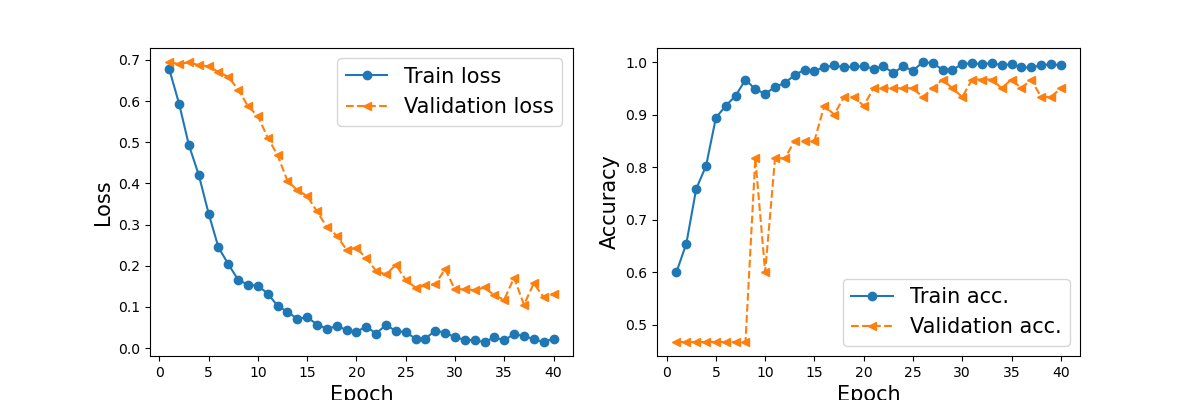 0.7
0.6
0.5
0.4
0.3
0.2
0.1
0.0
Loss
Train loss
Validation loss
0 5 10 15 20 25 30 35 40
Epoch
1.0
0.9
0.8
0.7
0.6
0.5
Accuracy
Train acc.
Validation acc.
0 5 10 15 20 25 30 35 40
Epoch